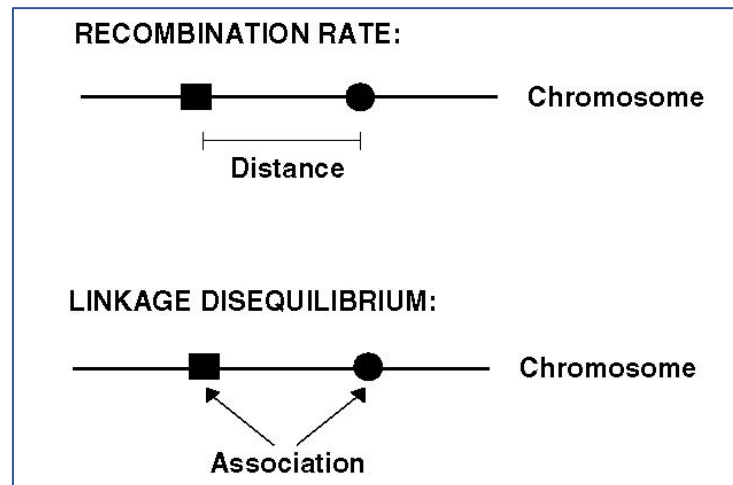 RECOMBINATION RATE:
Chromosome
Distance
LINKAGE DISEQUILIBRIUM:
Chromosome
Association